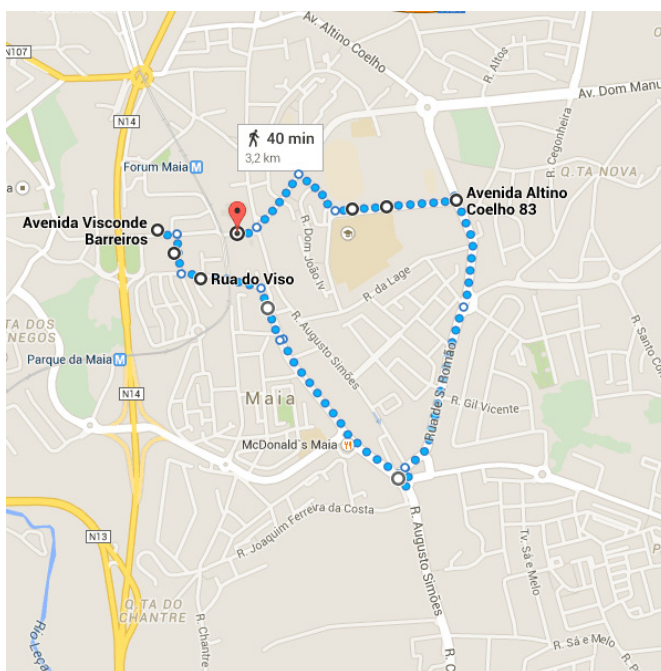 Av. Altino Coelho
R. Altos
N107
Av. Dom Manu
R. Cegonheira
N14
40 min
3,2 km
Forum Maia
M
Q.TA NOVA
Avenida Altino
Coelho 83
Avenida Visconde
Barreiros
R. Dom João IV
Rua do Viso
R. da Lage
Q.TA DOS
NEGOS
R. Augusto Simões
R. Santo Co
Parque da Maia
M
Rua de S. Romão
N14
Maia
R. Gil Vicente
McDonald's Maia
R. Joaquim Ferreira da Costa
R. Augusto Simões
N13
Tv. Sá e Melo
P
Q.TA DO
CHANTRE
R. Chantre
Rio Leça
R. C
R. Sá e Melo